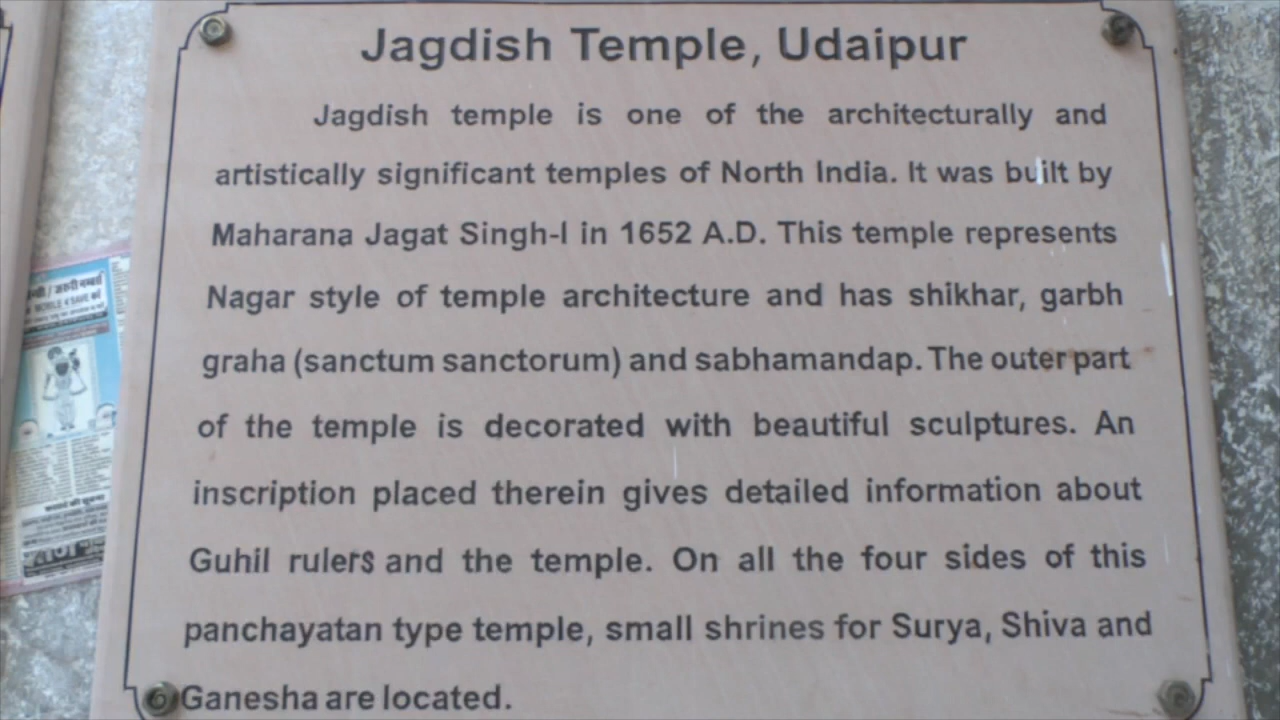 Jagdish Temple, Udaipur
Jagdish temple is one of the architecturally and
artistically significant temples of North India. It was built by
Maharana Jagat Singh-I in 1652 A.D. This temple represents
Nagar style of temple architecture and has shikhar, garbh
graha (sanctum sanctorum) and sabhamandap. The outer part
of the temple is decorated with beautiful sculptures. An
inscription placed therein gives detailed information about
Guhil rulers and the temple. On all the four sides of this
panchayatan type temple, small shrines for Surya, Shiva and
Ganesha are located.